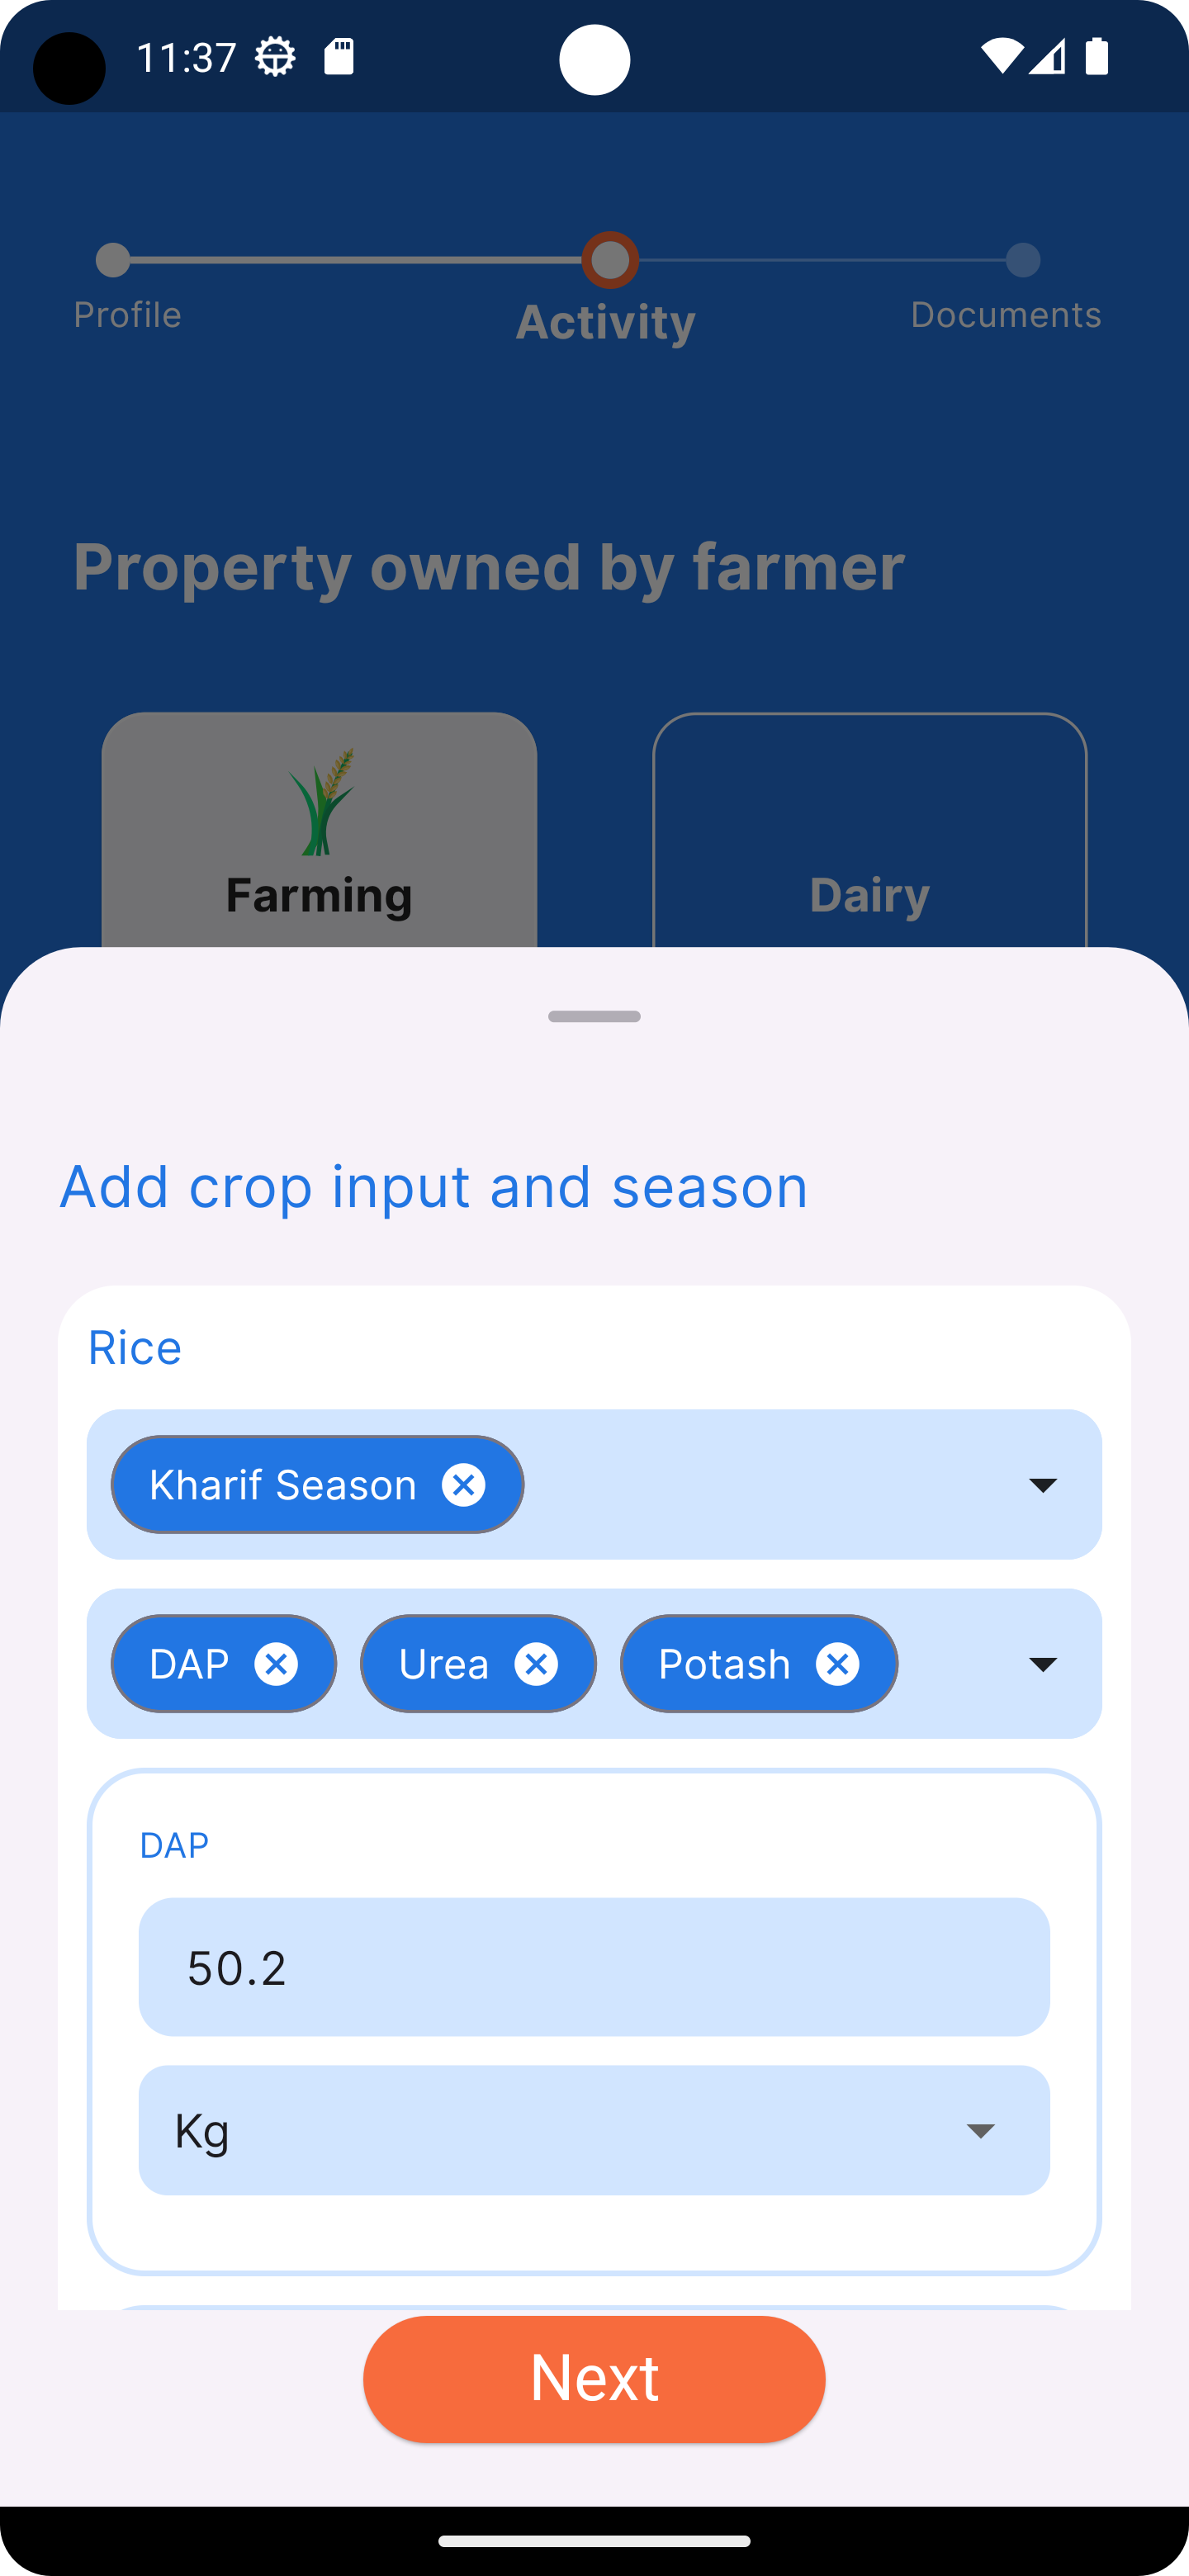 11:37
Profile
Activity
Documents
Property owned by farmer
Farming
Dairy
Add crop input and season
Rice
Kharif Season
DAP Urea Potash
DAP
50.2
Kg
Next